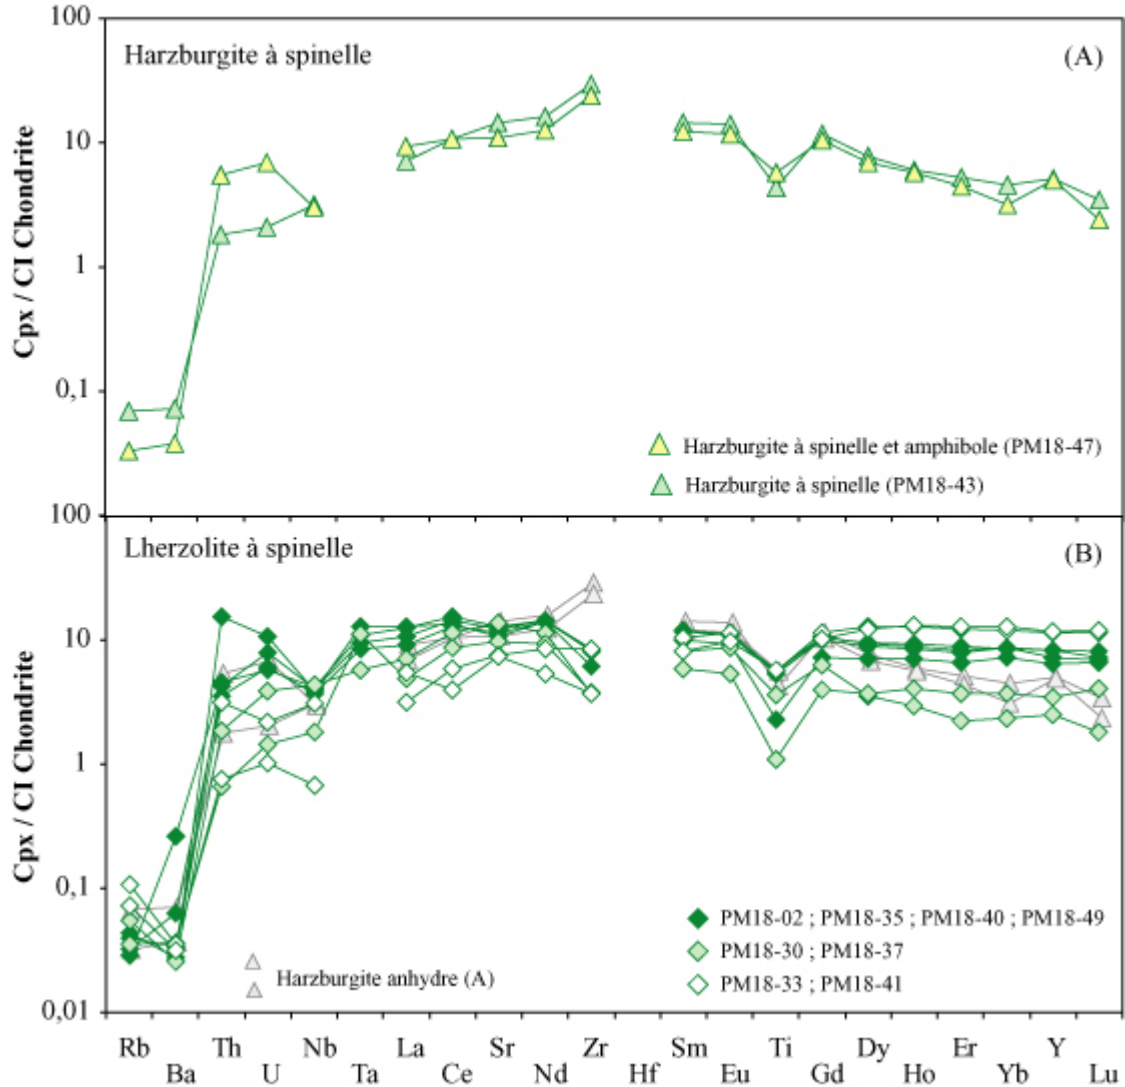 100
Harzburgite à spinelle
(A)
10
1
0,1
Cpx / CI Chondrite
Harzburgite à spinelle et amphibole (PM18-47)
Harzburgite à spinelle (PM18-43)
100
Lherzolite à spinelle
(B)
10
1
0,1
0,01
Cpx / CI Chondrite
PM18-02 ; PM18-35 ; PM18-40 ; PM18-49
PM18-30 ; PM18-37
PM18-33 ; PM18-41
Harzburgite anhydre (A)
Rb Th Nb La Sr Zr Sm Ti Dy Er Y
Ba U Ta Ce Nd Hf Eu Gd Ho Yb Lu